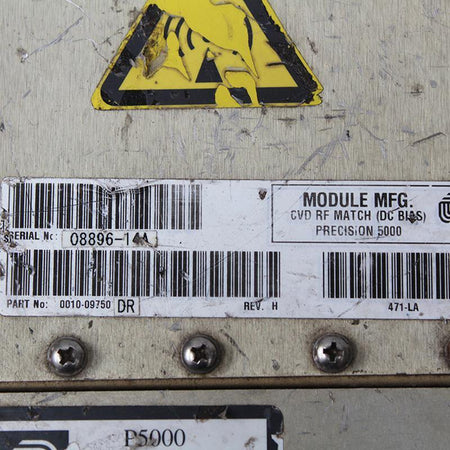 MODULE MFG.
CVD RF MATCH (DC BIAS)
PRECISION 5000
SERIAL No: 08896-14A
PART No: 0010-09750 DR REV. H 471-LA
P5000